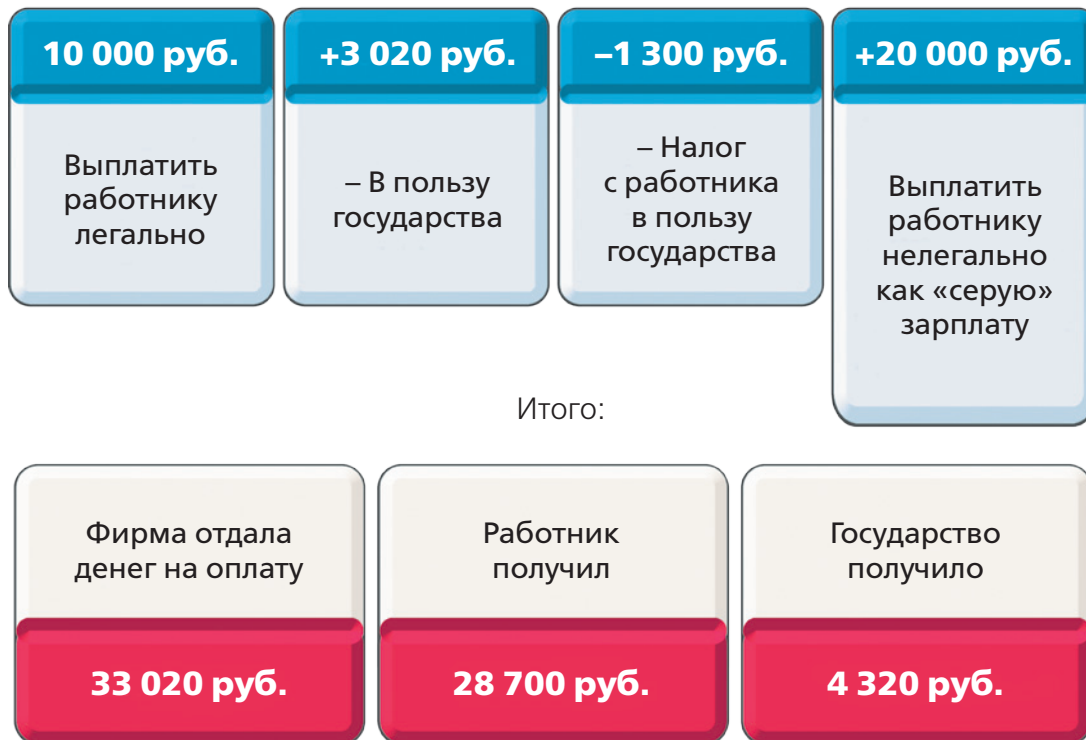 10 000 руб.
+3 020 руб.
–1 300 руб.
+20 000 руб.
Выплатить
работнику
легально
– В пользу
государства
– Налог
с работника
в пользу
государства
Выплатить
работнику
нелегально
как «серую»
зарплату
Итого:
Фирма отдала
денег на оплату
Работник
получил
Государство
получило
33 020 руб.
28 700 руб.
4 320 руб.